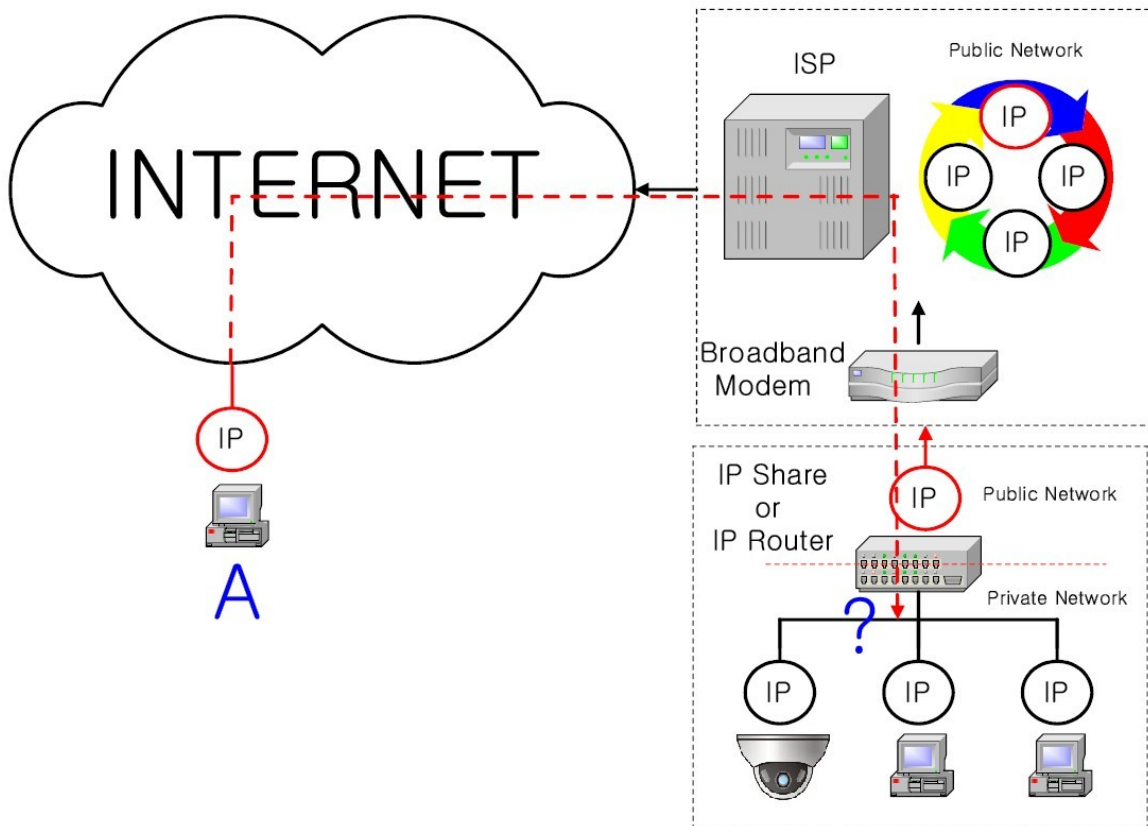 Public Network
ISP
IP
INTERNET
IP
IP
IP
Broadband
Modem
IP
IP Share
or
IP Router
IP
Public Network
A
Private Network
?
IP
IP
IP